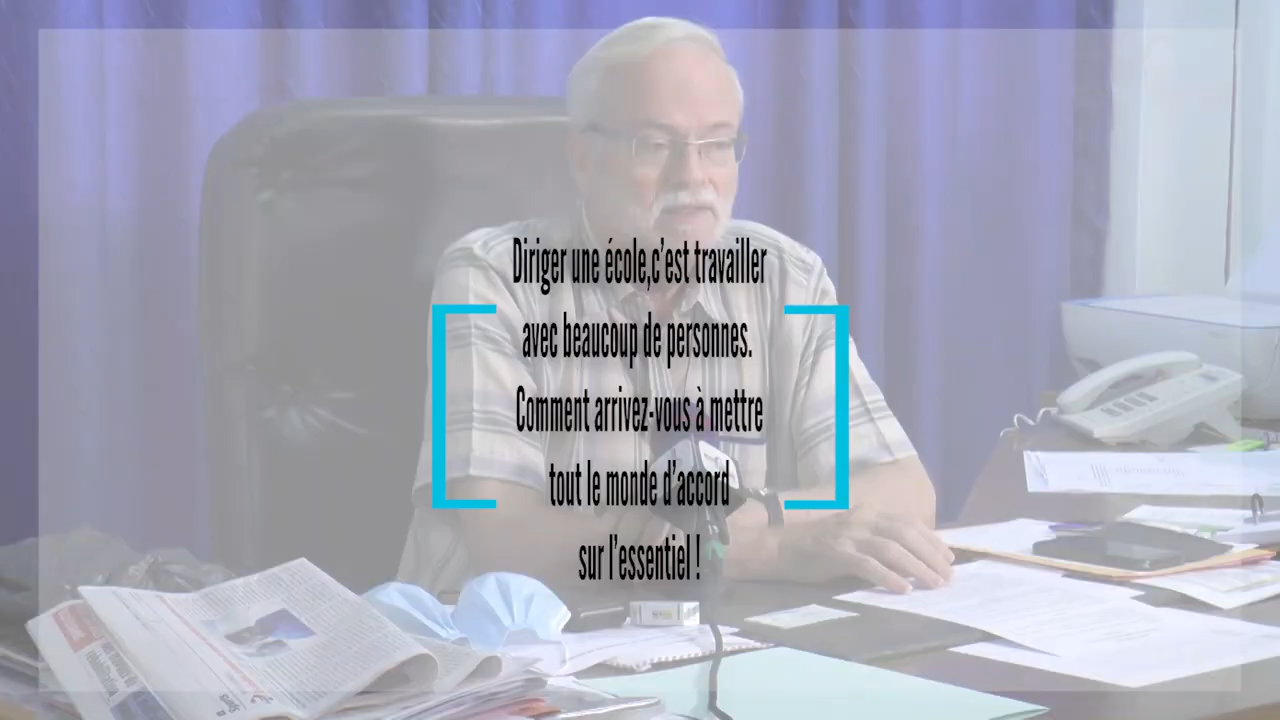 Diriger une école,c'est travailler
avec beaucoup de personnes.
Comment arrivez-vous à mettre
tout le monde d'accord
sur l'essentiel !